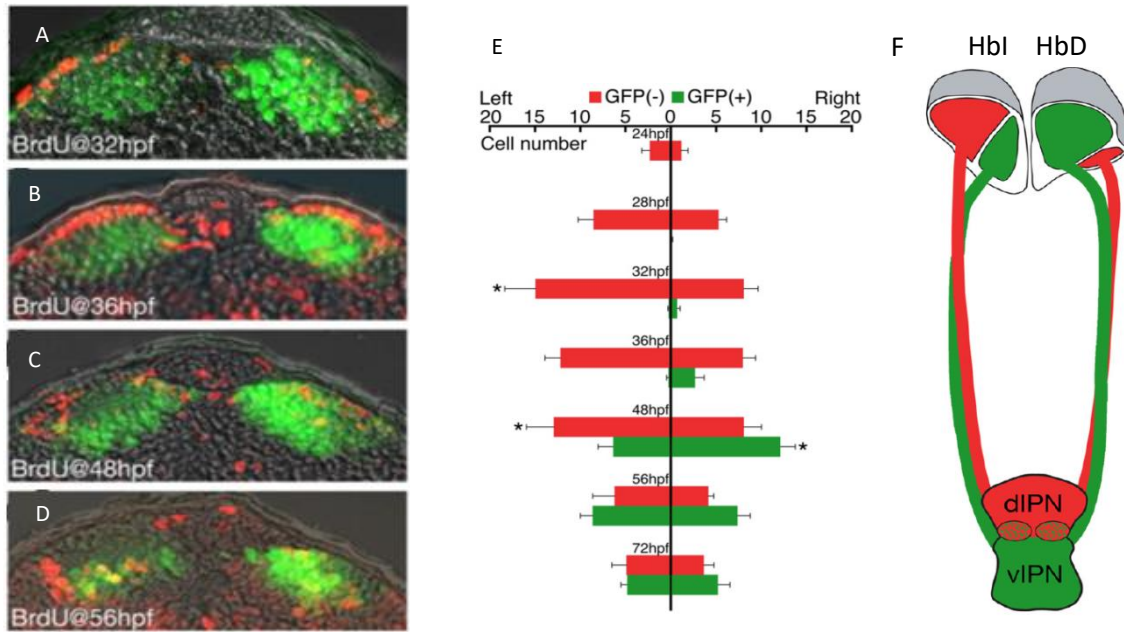 A
BrdU@32hpf
B
BrdU@36hpf
C
BrdU@48hpf
D
BrdU@56hpf
E
GFP(-) GFP(+)
Left Right
20 15 10 5 0 5 10 15 20
Cell number
24hpf
28hpf
32hpf
*
36hpf
48hpf
* *
56hpf
72hpf
F HbI HbD
dIPN
vIPN